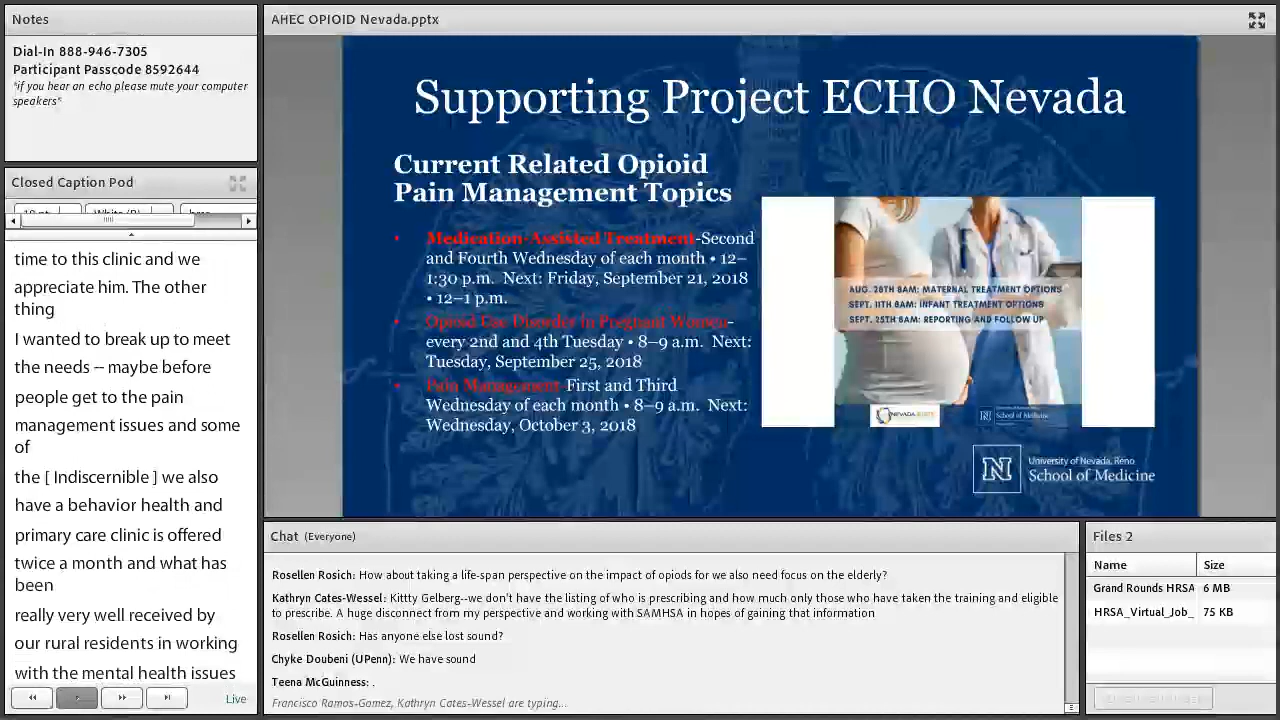 Notes
Dial-In 888-946-7305
Participant Passcode 8592644
*if you hear an echo please mute your computer
speakers*
Closed Caption Pod
time to this clinic and we
appreciate him. The other
thing
I wanted to break up to meet
the needs -- maybe before
people get to the pain
management issues and some
of
the [ Indiscernible ] we also
have a behavior health and
primary care clinic is offered
twice a month and what has
been
really very well received by
our rural residents in working
with the mental health issues
Live
AHEC OPIOID Nevada.pptx
Supporting Project ECHO Nevada
Current Related Opioid
Pain Management Topics
• Medication-Assisted Treatment-Second
and Fourth Wednesday of each month • 12–
1:30 p.m. Next: Friday, September 21, 2018
• 12–1 p.m.
• Opioid Use Disorder in Pregnant Women-
every 2nd and 4th Tuesday • 8–9 a.m. Next:
Tuesday, September 25, 2018
• Pain Management-First and Third
Wednesday of each month • 8–9 a.m. Next:
Wednesday, October 3, 2018
AUG. 28TH 8AM: MATERNAL TREATMENT OPTIONS
SEPT. 11TH 8AM: INFANT TREATMENT OPTIONS
SEPT. 25TH 8AM: REPORTING AND FOLLOW UP
N School of Medicine
N University of Nevada, Reno
School of Medicine
Chat (Everyone)
Rosellen Rosich: How about taking a life-span perspective on the impact of opiods for we also need focus on the elderly?
Kathryn Cates-Wessel: Kittty Gelberg--we don't have the listing of who is prescribing and how much only those who have taken the training and eligible
to prescribe. A huge disconnect from my perspective and working with SAMHSA in hopes of gaining that information
Rosellen Rosich: Has anyone else lost sound?
Chyke Doubeni (UPenn): We have sound
Teena McGuinness: .
Francisco Ramos-Gomez, Kathryn Cates-Wessel are typing...
Files 2
Name Size
Grand Rounds HRSA 6 MB
HRSA_Virtual_Job_ 75 KB